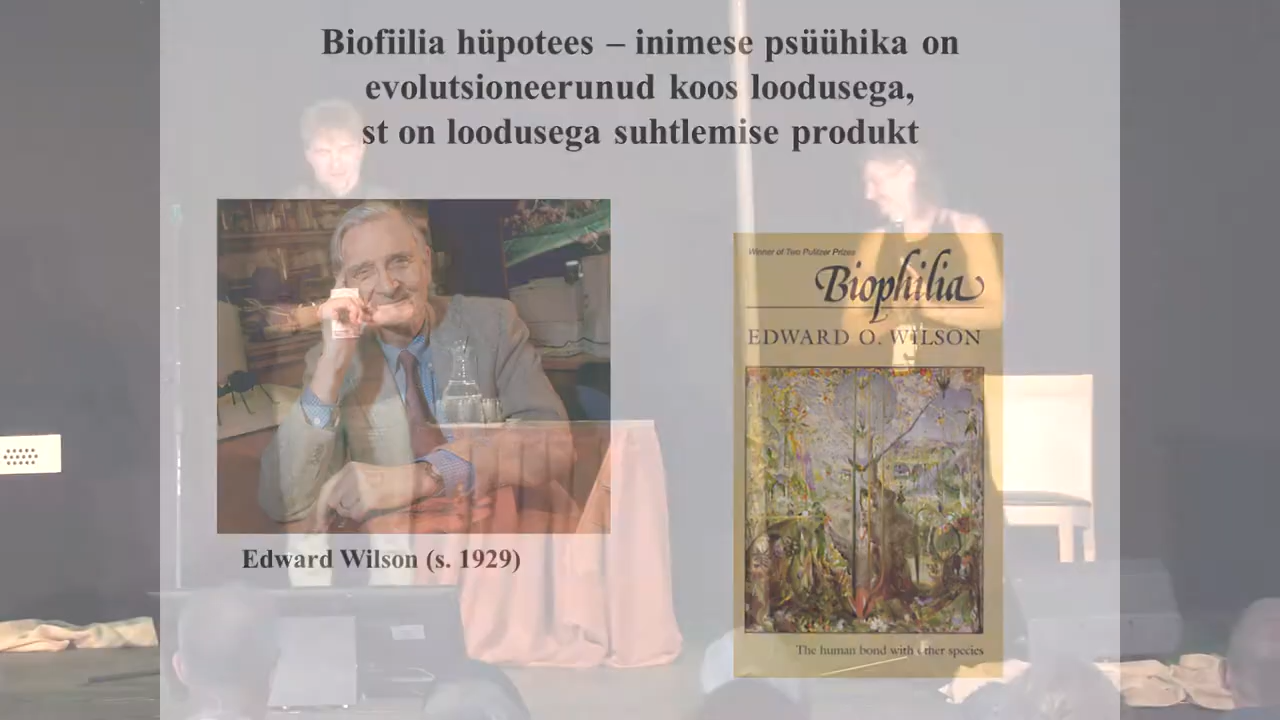 Biofiilia hüpotees – inimese psüühika on
evolutsioneerunud koos loodusega,
st on loodusega suhtlemise produkt
Winner of Two Pulitzer Prizes
Biophilia
EDWARD O. WILSON
The human bond with other species
Edward Wilson (s. 1929)